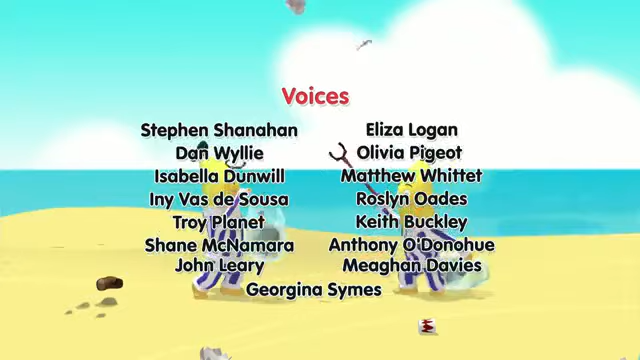 Voices
Stephen Shanahan Eliza Logan
Dan Wyllie Olivia Pigeot
Isabella Dunwill Matthew Whittet
Iny Vas de Sousa Roslyn Oades
Troy Planet Keith Buckley
Shane McNamara Anthony O'Donohue
John Leary Meaghan Davies
Georgina Symes